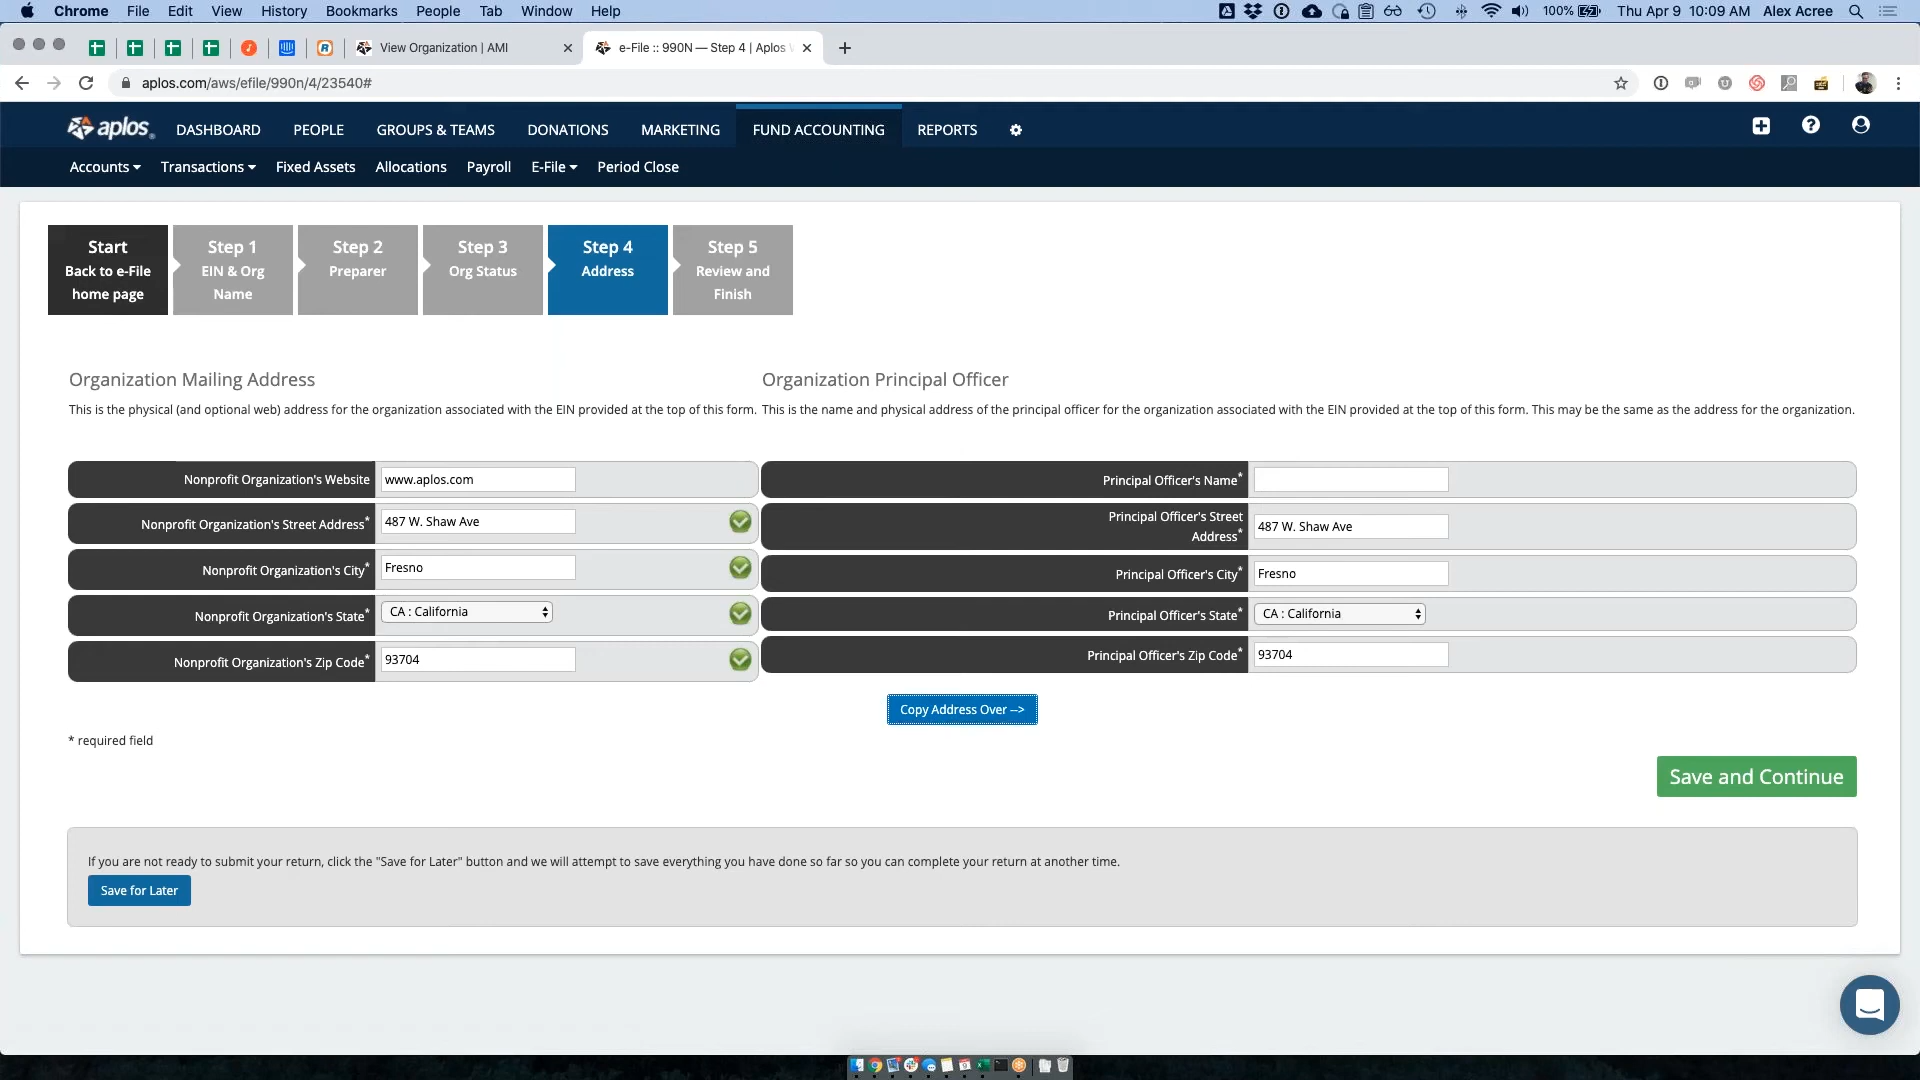 Chrome File Edit View History Bookmarks People Tab Window Help 100% Thu Apr 9 10:09 AM Alex Acree
View Organization | AMI
e-File :: 990N — Step 4 | Aplos
aplos.com/aws/efile/990n/4/23540#
aplos DASHBOARD PEOPLE GROUPS & TEAMS DONATIONS MARKETING FUND ACCOUNTING REPORTS
Accounts Transactions Fixed Assets Allocations Payroll E-File Period Close
Start
Back to e-File
home page
Step 1
EIN & Org
Name
Step 2
Preparer
Step 3
Org Status
Step 4
Address
Step 5
Review and
Finish
Organization Mailing Address
This is the physical (and optional web) address for the organization associated with the EIN provided at the top of this form.
Nonprofit Organization's Website www.aplos.com
Nonprofit Organization's Street Address* 487 W. Shaw Ave
Nonprofit Organization's City* Fresno
Nonprofit Organization's State* CA : California
Nonprofit Organization's Zip Code* 93704
Organization Principal Officer
This is the name and physical address of the principal officer for the organization associated with the EIN provided at the top of this form. This may be the same as the address for the organization.
Principal Officer's Name*
Principal Officer's Street
Address* 487 W. Shaw Ave
Principal Officer's City* Fresno
Principal Officer's State* CA : California
Principal Officer's Zip Code* 93704
Copy Address Over -->
* required field
Save and Continue
If you are not ready to submit your return, click the "Save for Later" button and we will attempt to save everything you have done so far so you can complete your return at another time.
Save for Later